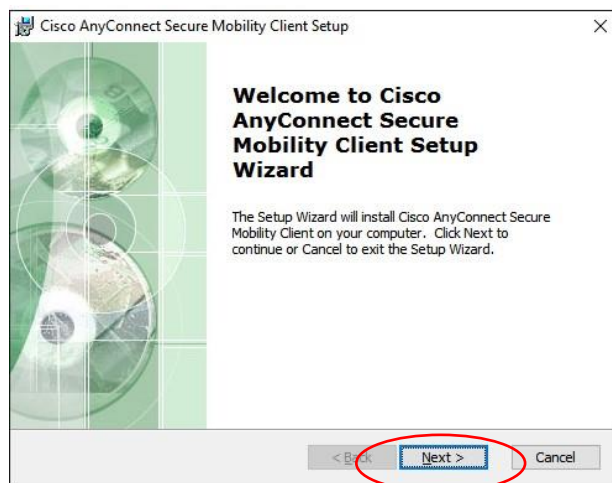 Cisco AnyConnect Secure Mobility Client Setup
Welcome to Cisco
AnyConnect Secure
Mobility Client Setup
Wizard
The Setup Wizard will install Cisco AnyConnect Secure
Mobility Client on your computer. Click Next to
continue or Cancel to exit the Setup Wizard.
< Back Next > Cancel